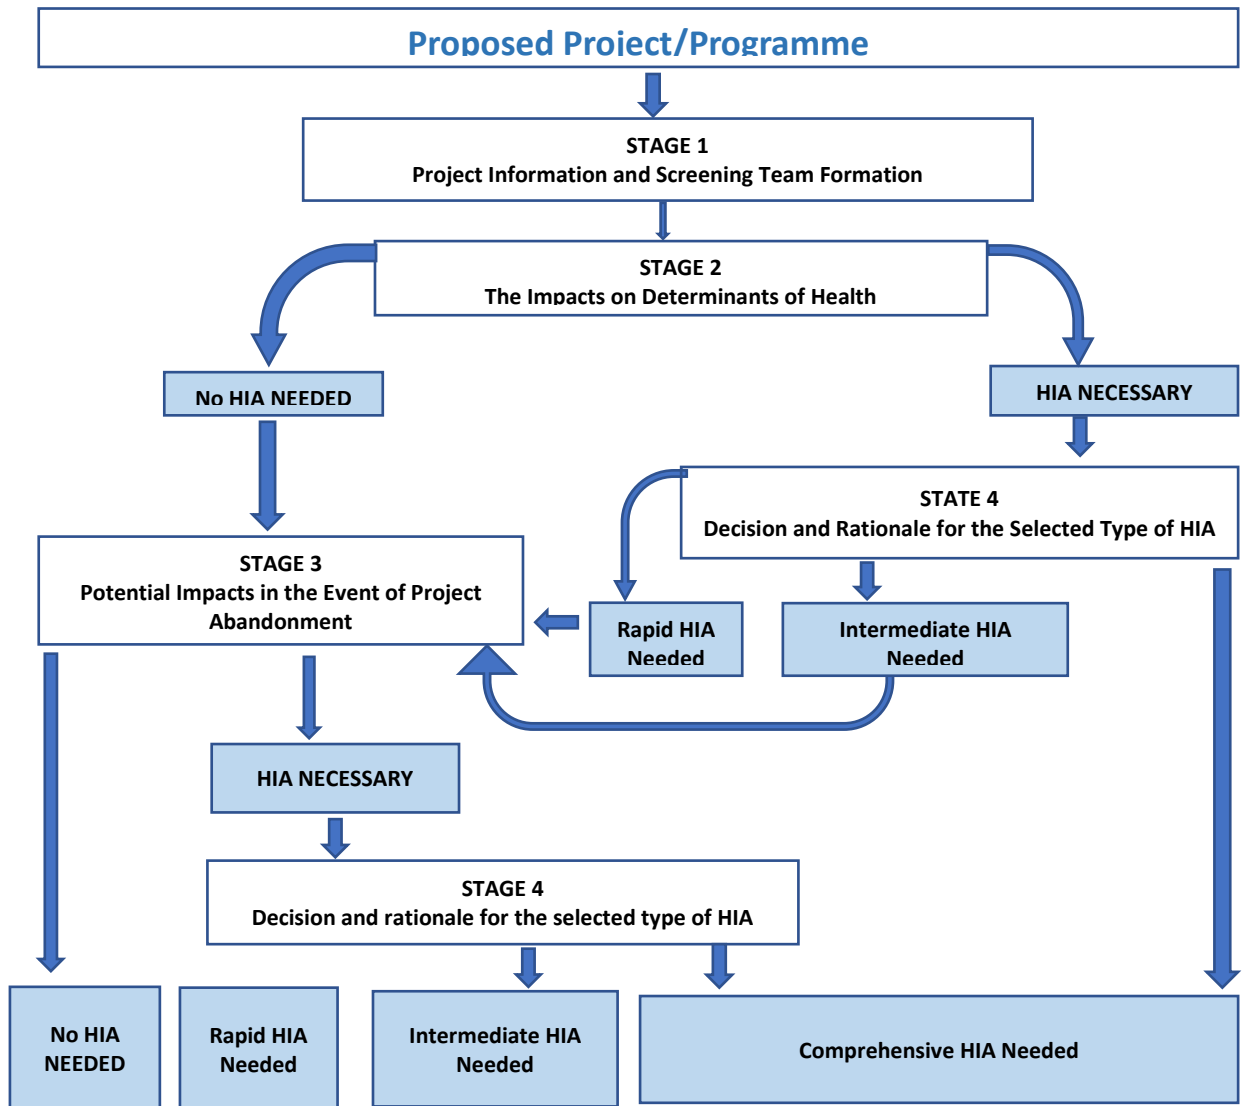 Proposed Project/Programme
STAGE 1
Project Information and Screening Team Formation
STAGE 2
The Impacts on Determinants of Health
No HIA NEEDED
HIA NECESSARY
STATE 4
Decision and Rationale for the Selected Type of HIA
STAGE 3
Potential Impacts in the Event of Project
Abandonment
Rapid HIA
Needed
Intermediate HIA
Needed
HIA NECESSARY
STAGE 4
Decision and rationale for the selected type of HIA
No HIA
NEEDED
Rapid HIA
Needed
Intermediate HIA
Needed
Comprehensive HIA Needed